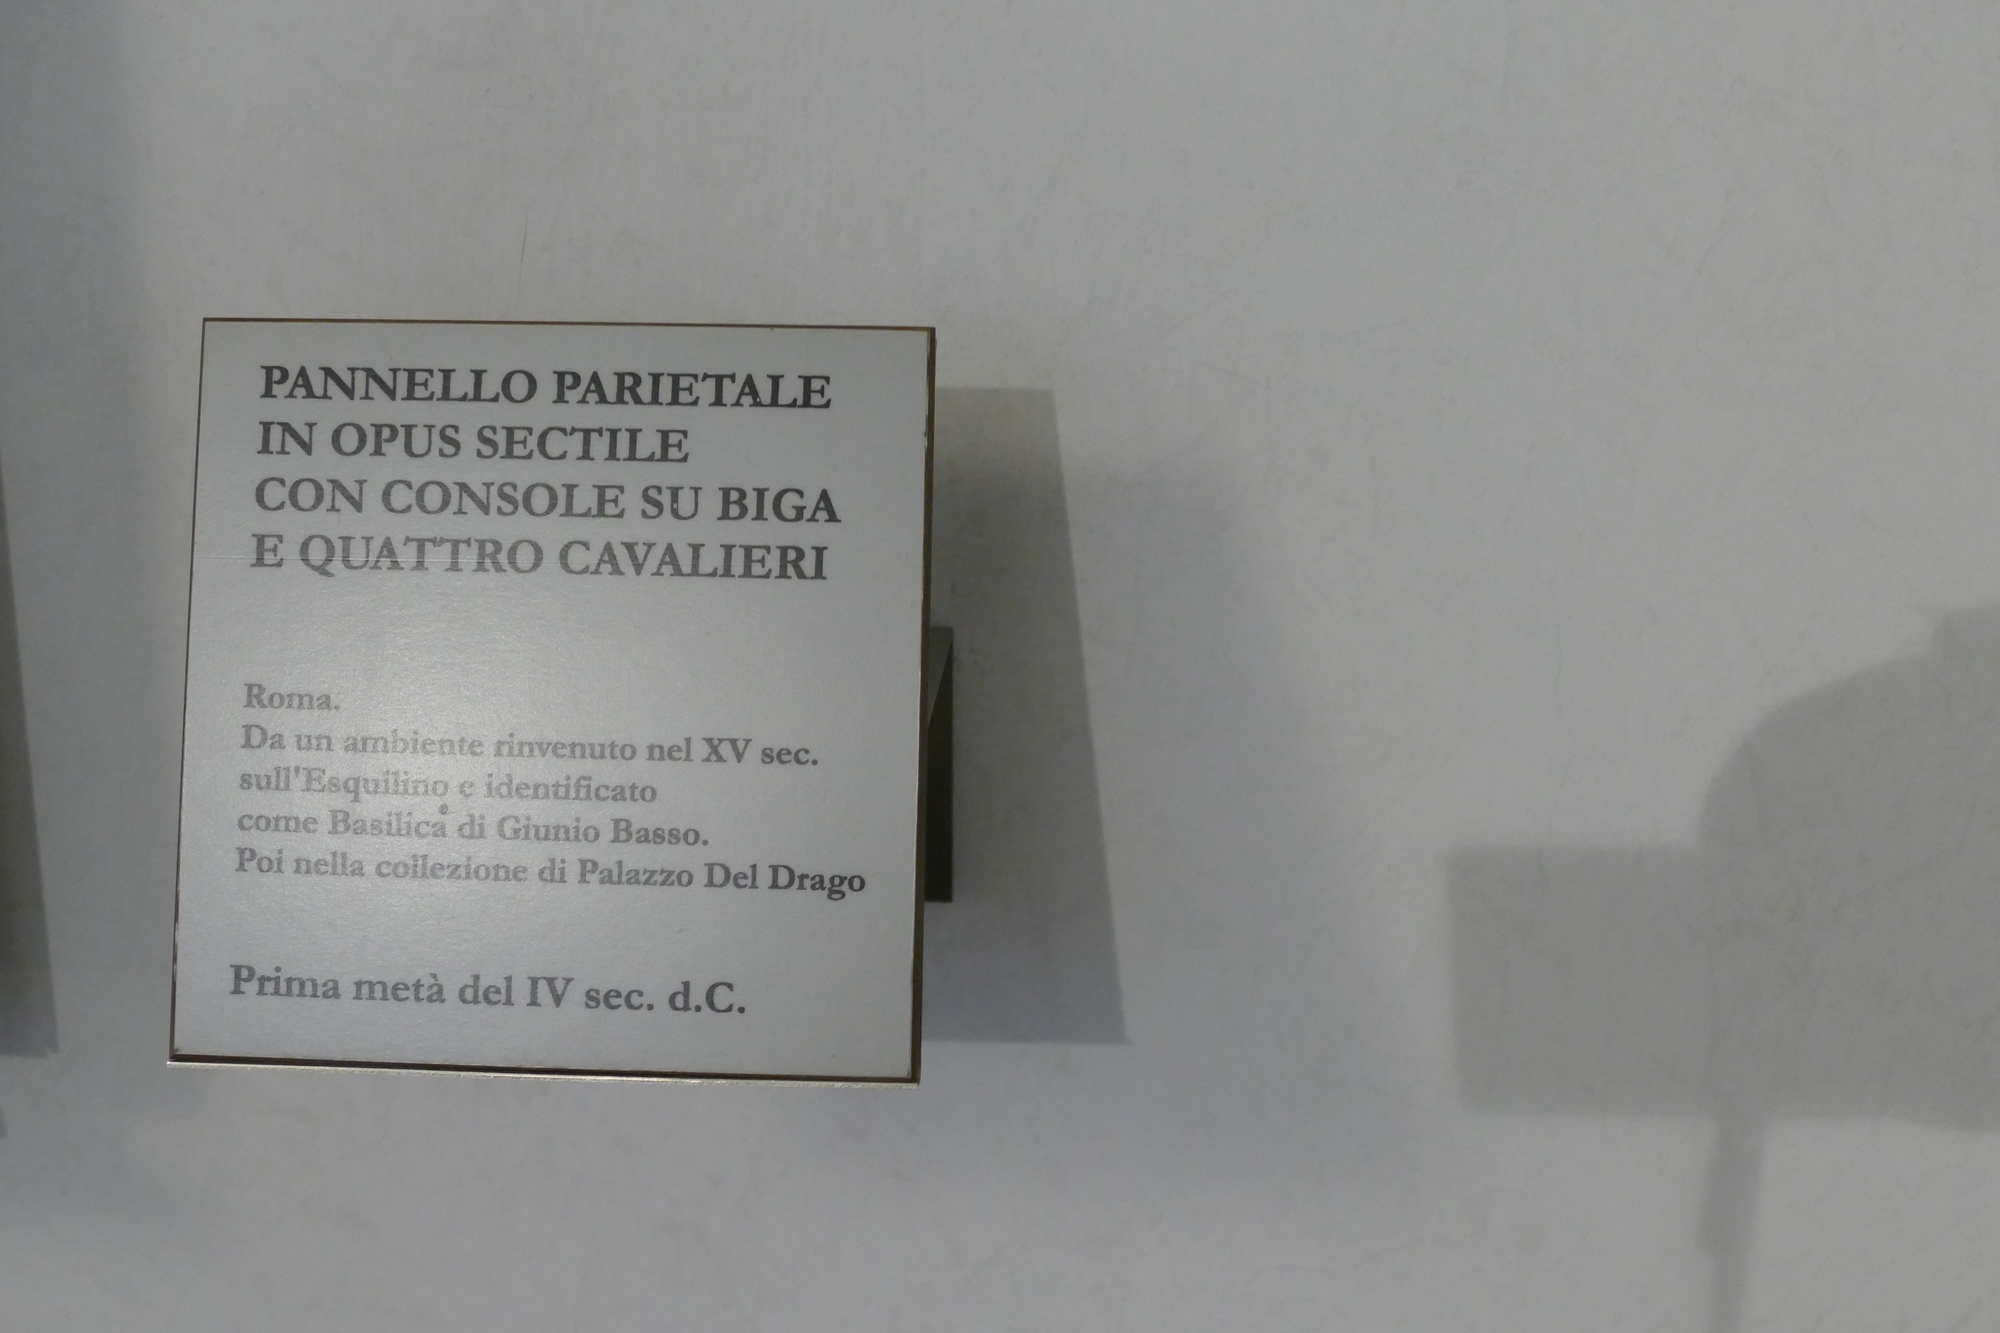 PANNELLO PARIETALE
IN OPUS SECTILE
CON CONSOLE SU BIGA
E QUATTRO CAVALIERI
Roma.
Da un ambiente rinvenuto nel XV sec.
sull'Esquilino e identificato
come Basilica di Giunio Basso.
Poi nella collezione di Palazzo Del Drago
Prima metà del IV sec. d.C.